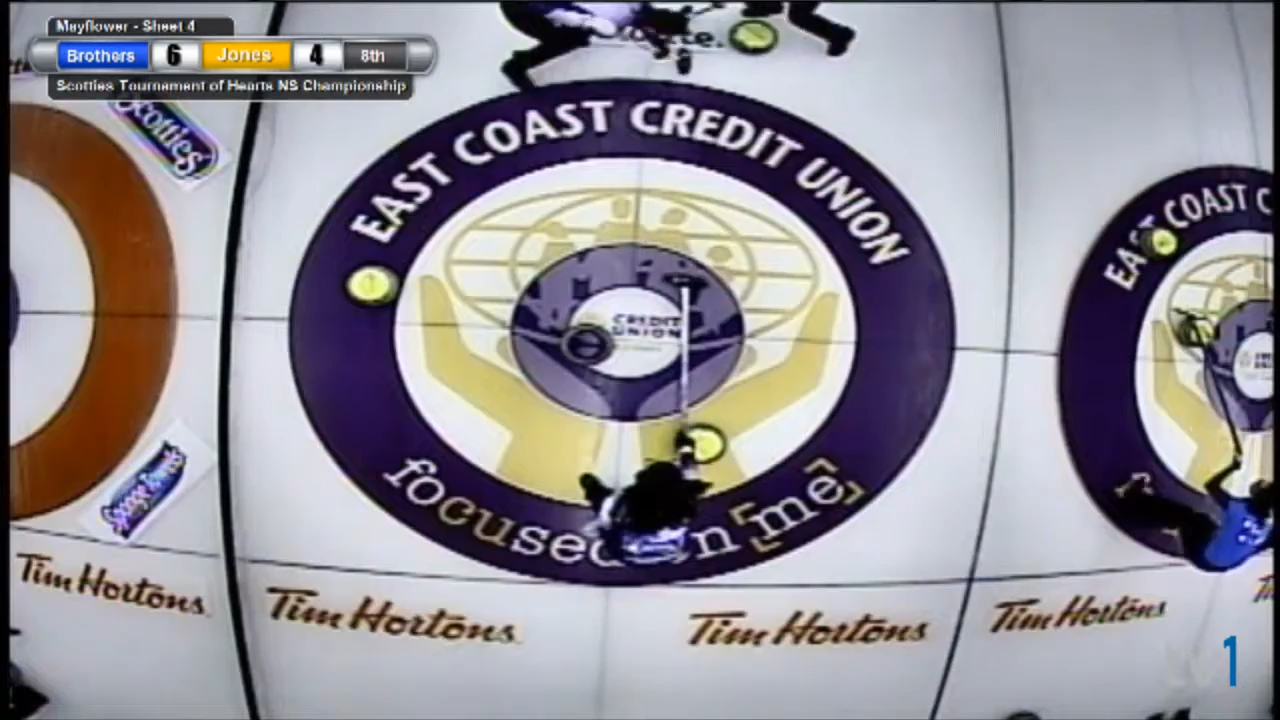 Mayflower - Sheet 4
Brothers 6 Jones 4 8th
Scotties Tournament of Hearts NS Championship
Scotties
EAST COAST CREDIT UNION
EAST COAST C
CREDIT
UNION
focused on me
Tim Hortons
Tim Hortons
Tim Hortons
Tim Hortons
1